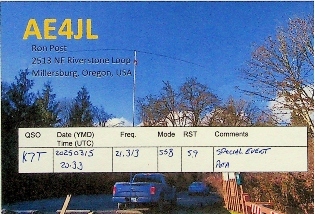 AE4JL
Ron Post
2513 NE Riverstone Loop
Millersburg, Oregon, USA
QSO Date (YMD) Time (UTC) Freq. Mode RST Comments
K7T 20250315 20:33 21.313 SSB 59 SPECIAL EVENT POTA